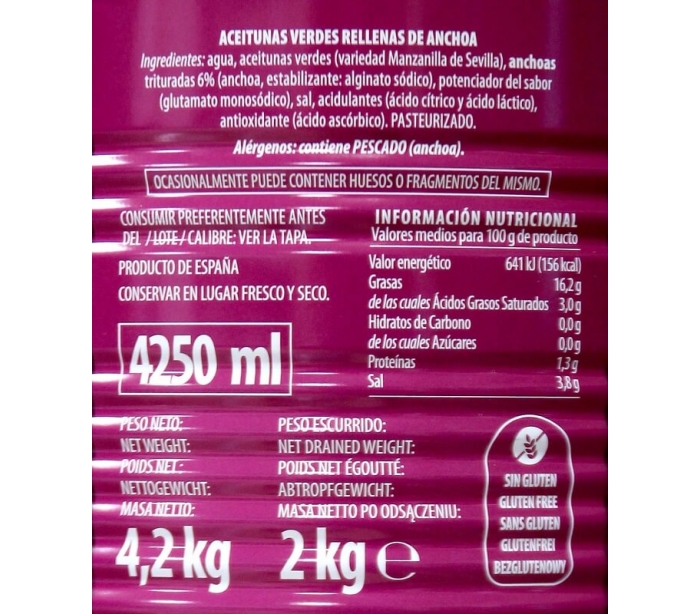 ACEITUNAS VERDES RELLENAS DE ANCHOA
Ingredientes: agua, aceitunas verdes (variedad Manzanilla de Sevilla), anchoas
trituradas 6% (anchoa, estabilizante: alginato sódico), potenciador del sabor
(glutamato monosódico), sal, acidulantes (ácido cítrico y ácido láctico),
antioxidante (ácido ascórbico). PASTEURIZADO.
Alérgenos: contiene PESCADO (anchoa).
OCASIONALMENTE PUEDE CONTENER HUESOS O FRAGMENTOS DEL MISMO.
CONSUMIR PREFERENTEMENTE ANTES
DEL / LOTE / CALIBRE: VER LA TAPA.
PRODUCTO DE ESPAÑA
CONSERVAR EN LUGAR FRESCO Y SECO.
4250 ml
INFORMACIÓN NUTRICIONAL
Valores medios para 100 g de producto
Valor energético 641 kJ (156 kcal)
Grasas 16,2 g
de las cuales Ácidos Grasos Saturados 3,0 g
Hidratos de Carbono 0,0 g
de los cuales Azúcares 0,0 g
Proteínas 1,3 g
Sal 3,8 g
PESO NETO:
NET WEIGHT:
POIDS NET:
NETTOGEWICHT:
MASA NETTO:
4,2 kg
PESO ESCURRIDO:
NET DRAINED WEIGHT:
POIDS NET ÉGOUTTÉ:
ABTROPFGEWICHT:
MASA NETTO PO ODSĄCZENIU:
2 kg ℮
SIN GLUTEN
GLUTEN FREE
SANS GLUTEN
GLUTENFREI
BEZGLUTENOWY